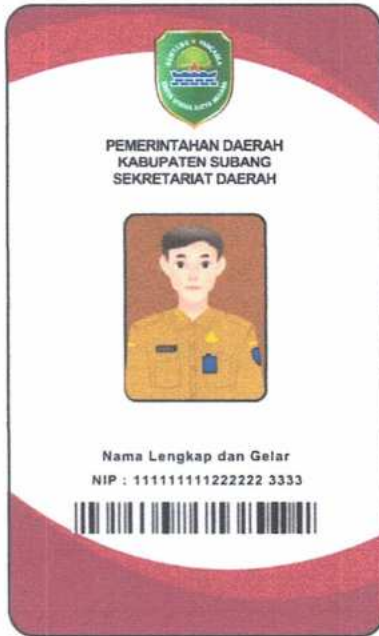 PEMERINTAHAN DAERAH
KABUPATEN SUBANG
SEKRETARIAT DAERAH
Nama Lengkap dan Gelar
NIP : 111111111222222 3333